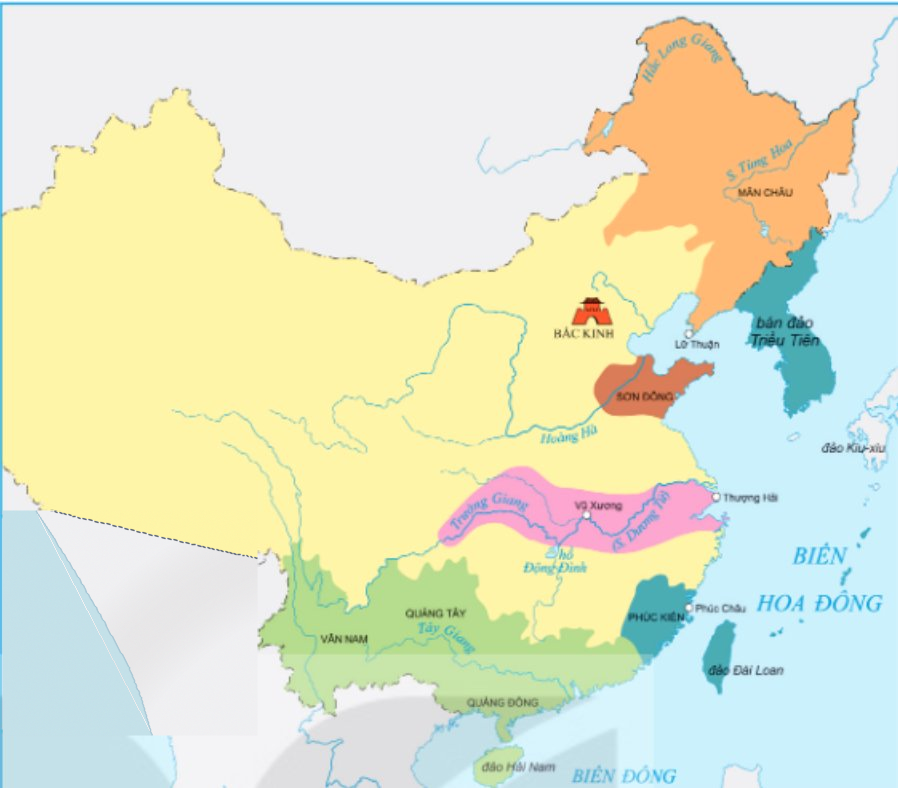 Hắc Long Giang
S. Tùng Hoa
MÃN CHÂU
BẮC KINH
Lữ Thuận
bán đảo
Triều Tiên
SƠN ĐÔNG
Hoàng Hà
đảo Kiu-xiu
Trường Giang
Vũ Xương
(S. Dương Tử)
Thượng Hải
hồ
Động Đình
BIỂN
HOA ĐÔNG
QUẢNG TÂY
VÂN NAM
Tây Giang
PHÚC KIẾN
Phúc Châu
đảo Đài Loan
QUẢNG ĐÔNG
đảo Hải Nam
BIỂN ĐÔNG